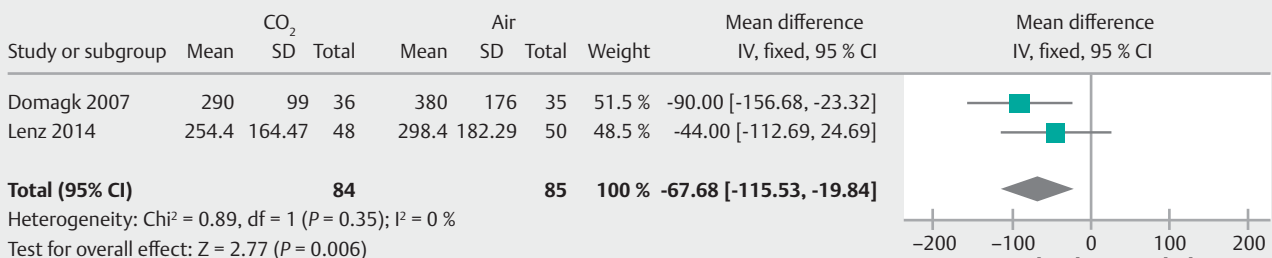 CO₂ Air Mean difference Mean difference
Study or subgroup Mean SD Total Mean SD Total Weight IV, fixed, 95 % CI IV, fixed, 95 % CI
Domagk 2007 290 99 36 380 176 35 51.5 % -90.00 [-156.68, -23.32]
Lenz 2014 254.4 164.47 48 298.4 182.29 50 48.5 % -44.00 [-112.69, 24.69]
Total (95% CI) 84 85 100 % -67.68 [-115.53, -19.84]
Heterogeneity: Chi² = 0.89, df = 1 (P = 0.35); I² = 0 %
Test for overall effect: Z = 2.77 (P = 0.006)
−200 −100 0 100 200